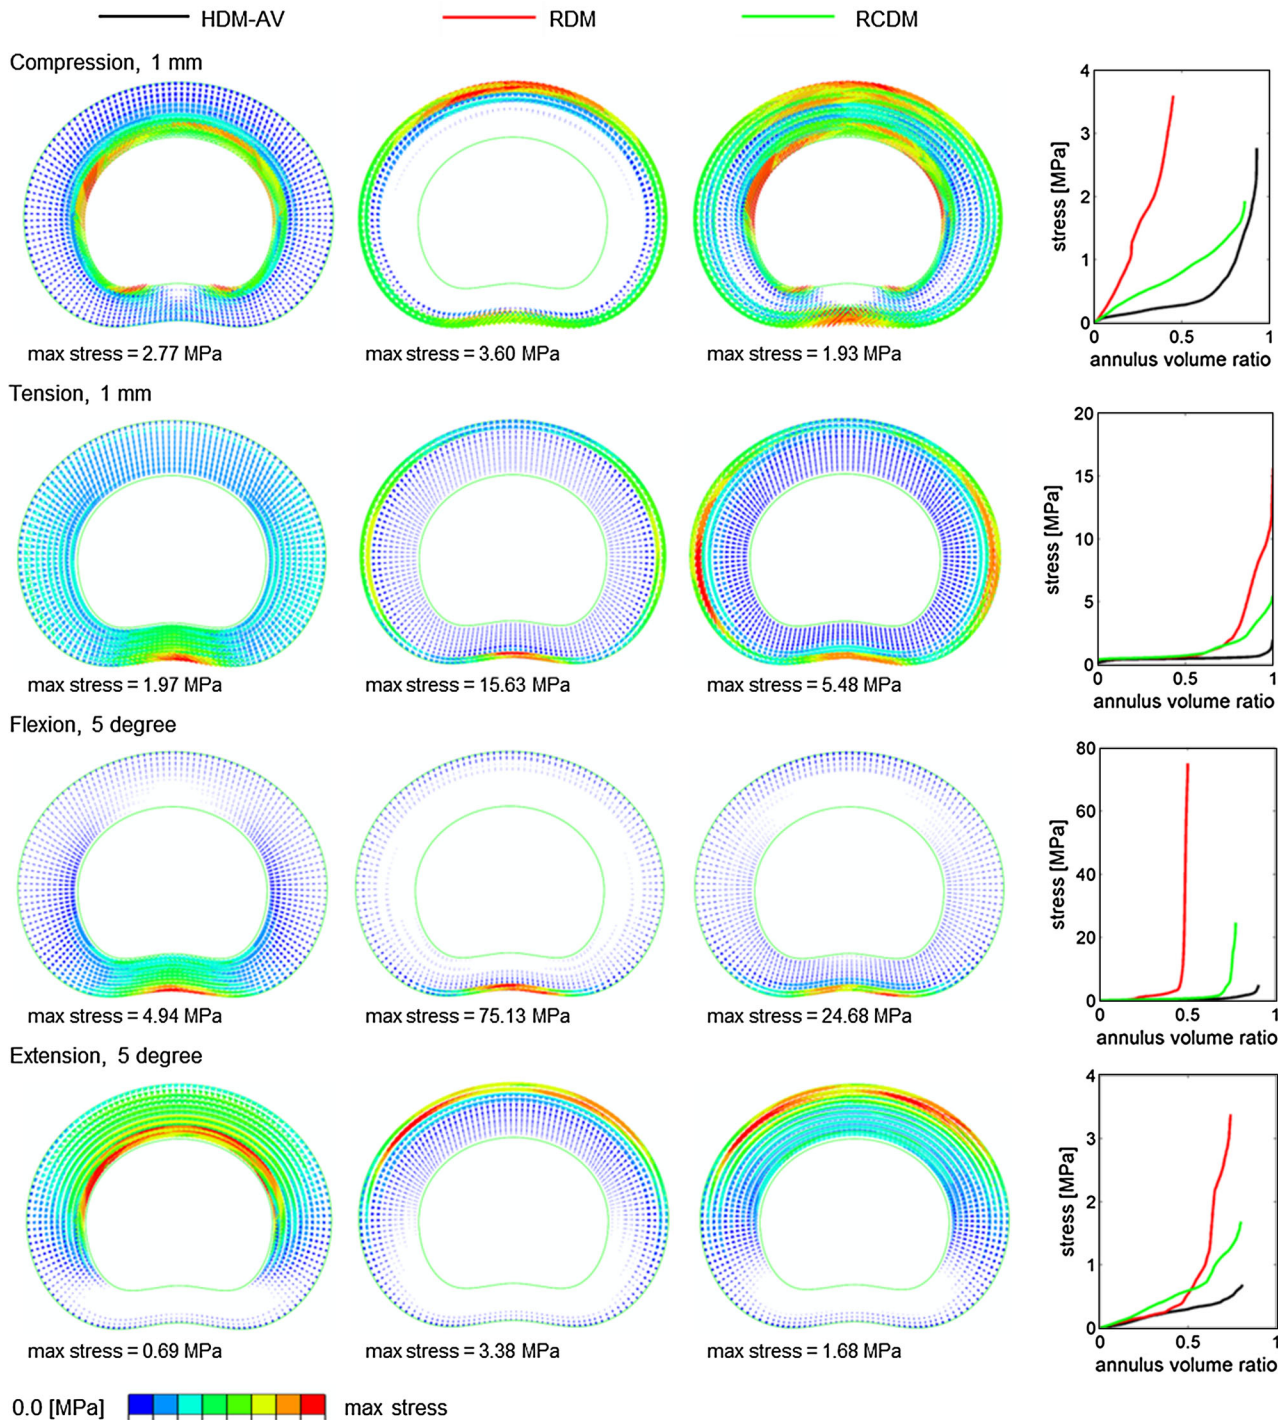 HDM-AV RDM RCDM
Compression, 1 mm
max stress = 2.77 MPa max stress = 3.60 MPa max stress = 1.93 MPa
4
3
2
1
0
stress [MPa]
0 0.5 1
annulus volume ratio
Tension, 1 mm
max stress = 1.97 MPa max stress = 15.63 MPa max stress = 5.48 MPa
20
15
10
5
0
stress [MPa]
0 0.5 1
annulus volume ratio
Flexion, 5 degree
max stress = 4.94 MPa max stress = 75.13 MPa max stress = 24.68 MPa
80
60
40
20
0
stress [MPa]
0 0.5 1
annulus volume ratio
Extension, 5 degree
max stress = 0.69 MPa max stress = 3.38 MPa max stress = 1.68 MPa
4
3
2
1
0
stress [MPa]
0 0.5 1
annulus volume ratio
0.0 [MPa] max stress